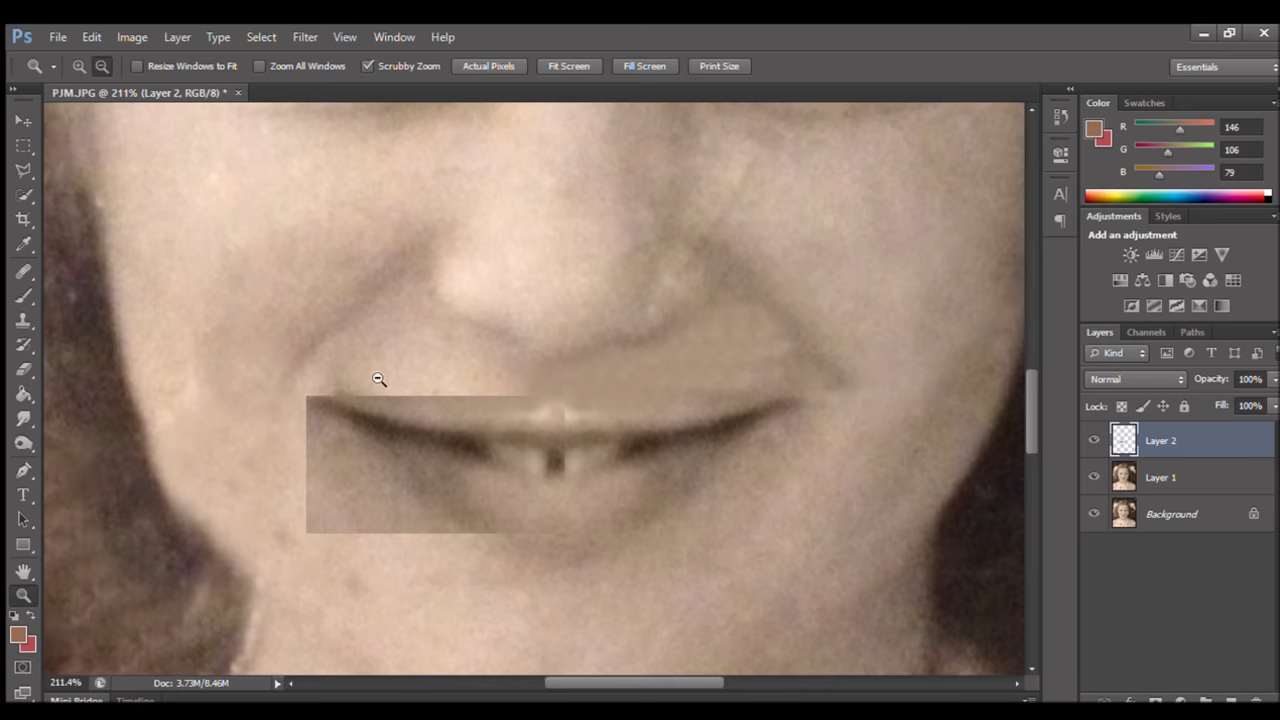 Ps File Edit Image Layer Type Select Filter View Window Help
Resize Windows to Fit Zoom All Windows Scrubby Zoom Actual Pixels Fit Screen Fill Screen Print Size Essentials
PJM.JPG @ 211% (Layer 2, RGB/8) * ×
Color Swatches
R 146
G 106
B 79
Adjustments Styles
Add an adjustment
Layers Channels Paths
Kind
Normal Opacity: 100%
Lock: Fill: 100%
Layer 2
Layer 1
Background
211.4% Doc: 3.73M/8.46M
Mini Bridge Timeline